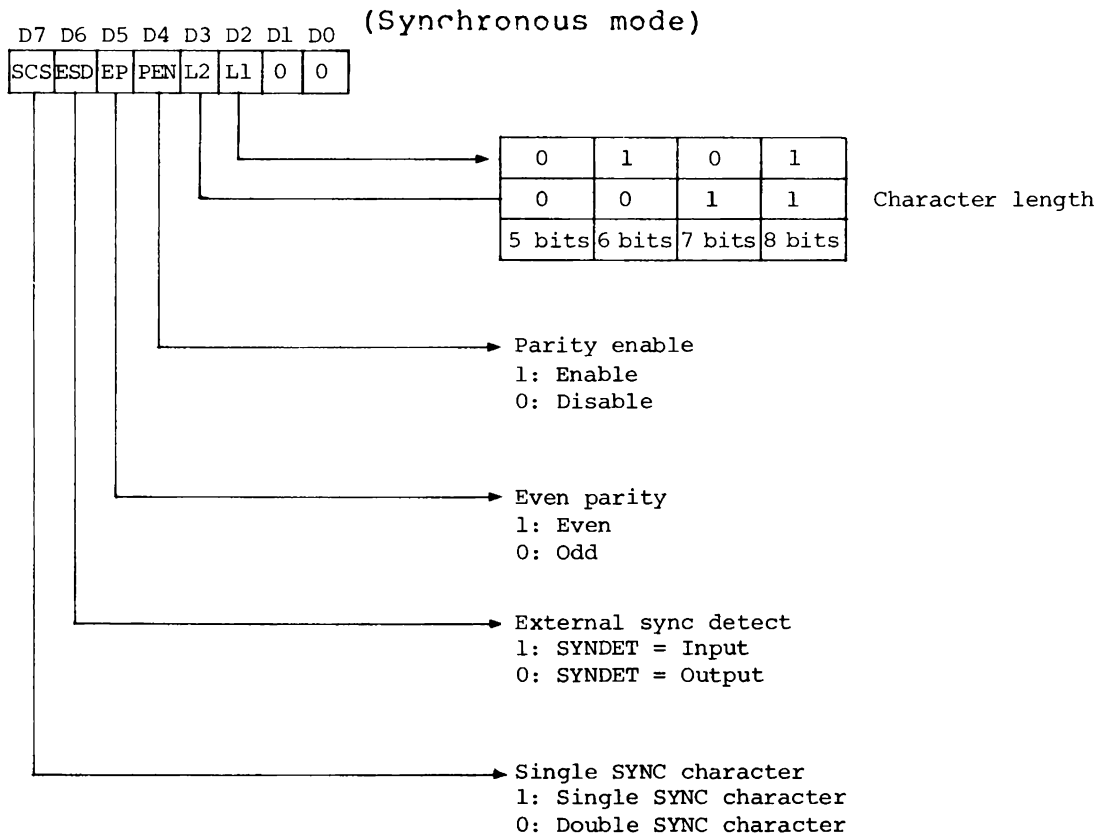 (Synchronous mode)
D7 D6 D5 D4 D3 D2 D1 D0
SCS ESD EP PEN L2 L1 0 0
0 1 0 1
0 0 1 1
Character length
5 bits 6 bits 7 bits 8 bits
Parity enable
1: Enable
0: Disable
Even parity
1: Even
0: Odd
External sync detect
1: SYNDET = Input
0: SYNDET = Output
Single SYNC character
1: Single SYNC character
0: Double SYNC character